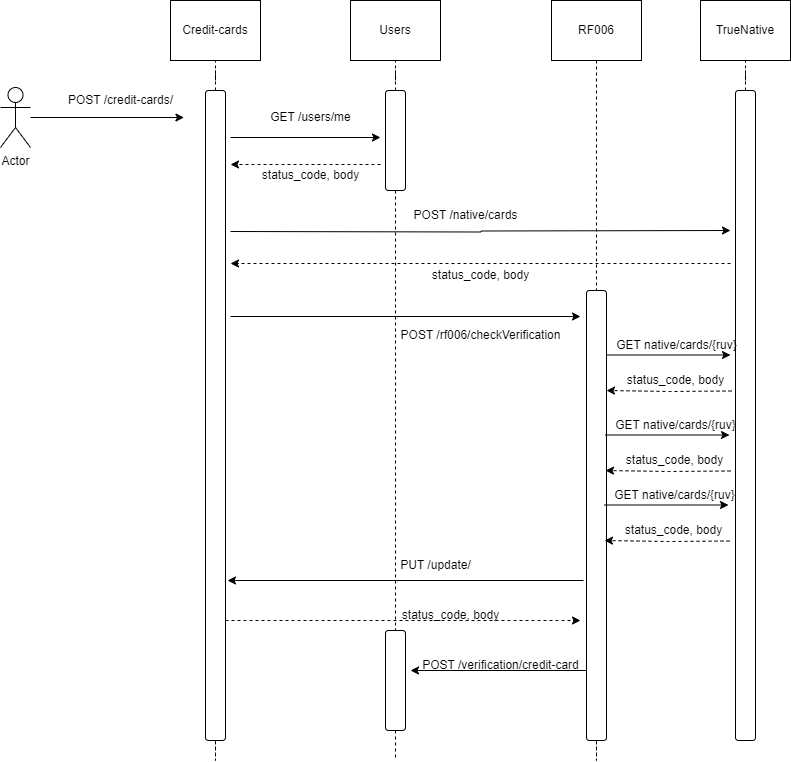 Credit-cards
Users
RF006
TrueNative
POST /credit-cards/
GET /users/me
Actor
status_code, body
POST /native/cards
status_code, body
POST /rf006/checkVerification
GET native/cards/{ruv}
status_code, body
GET native/cards/{ruv}
status_code, body
GET native/cards/{ruv}
status_code, body
PUT /update/
status_code, body
POST /verification/credit-card